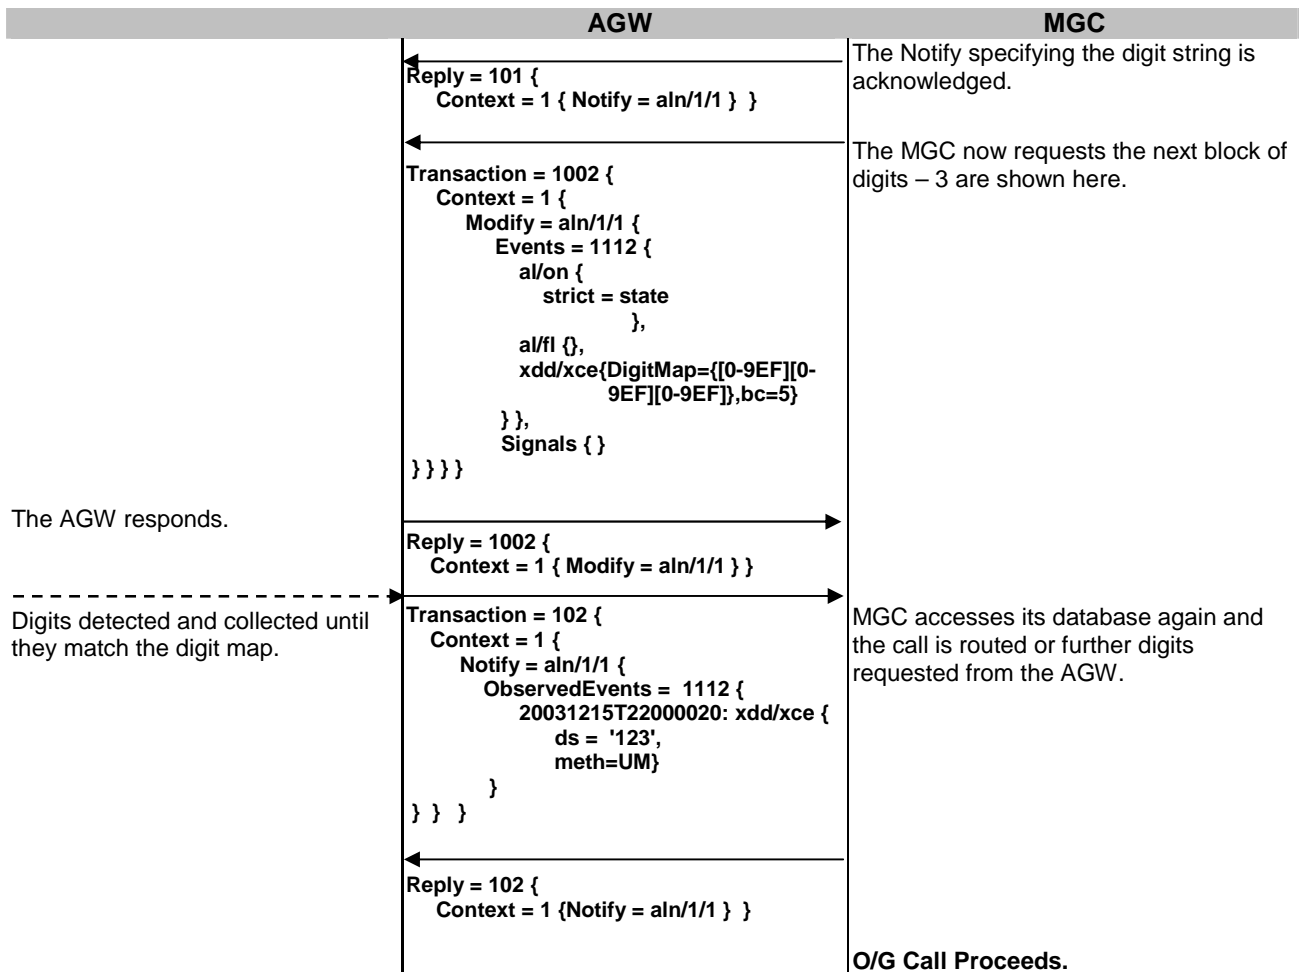 AGW MGC
The Notify specifying the digit string is
acknowledged.
Reply = 101 {
Context = 1 { Notify = aln/1/1 } }
The MGC now requests the next block of
digits – 3 are shown here.
Transaction = 1002 {
Context = 1 {
Modify = aln/1/1 {
Events = 1112 {
al/on {
strict = state
},
al/fl {},
xdd/xce{DigitMap={[0-9EF][0-
9EF][0-9EF]},bc=5}
} },
Signals { }
} } } }
The AGW responds.
Reply = 1002 {
Context = 1 { Modify = aln/1/1 } }
Digits detected and collected until
they match the digit map.
Transaction = 102 {
Context = 1 {
Notify = aln/1/1 {
ObservedEvents = 1112 {
20031215T22000020: xdd/xce {
ds = '123',
meth=UM}
}
} } }
MGC accesses its database again and
the call is routed or further digits
requested from the AGW.
Reply = 102 {
Context = 1 {Notify = aln/1/1 } }
O/G Call Proceeds.